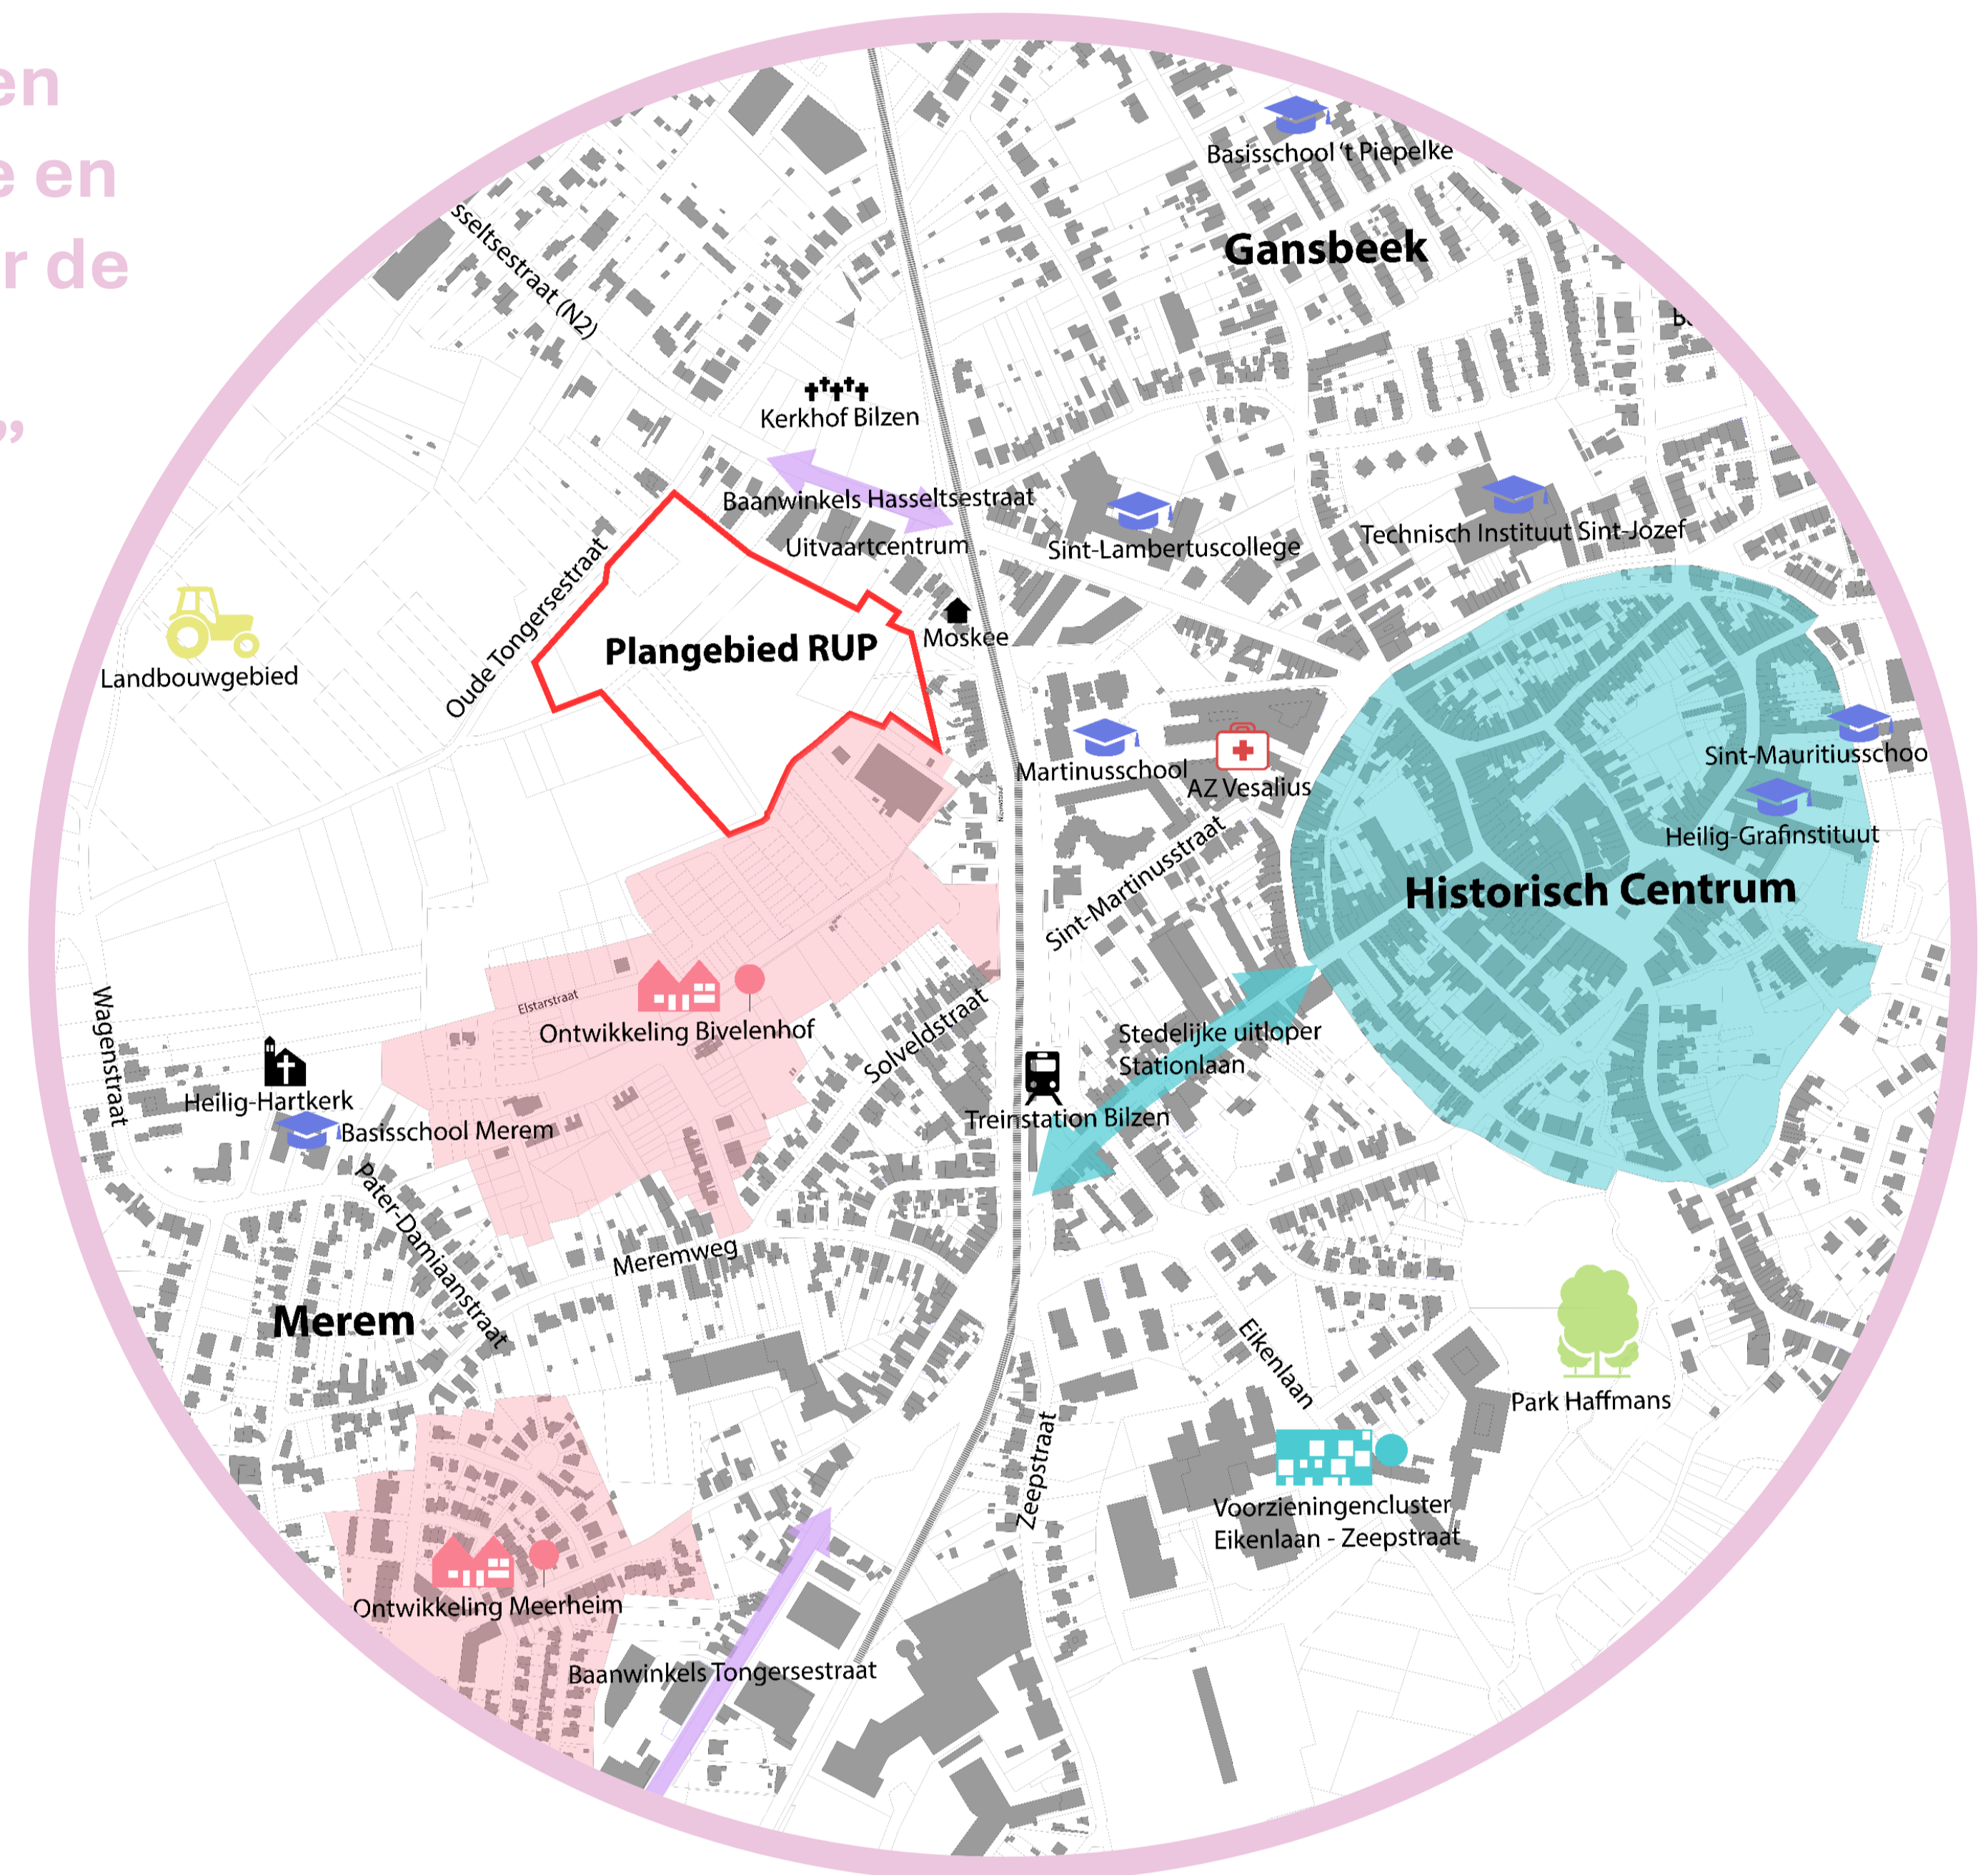 en
e en
r de
”
Basisschool ‘t Piepelke
Gansbeek
sseltsestraat (N2)
Kerkhof Bilzen
Baanwinkels Hasseltsestraat
Uitvaartcentrum
Sint-Lambertuscollege
Technisch Instituut Sint-Jozef
Oude Tongersestraat
Plangebied RUP
Moskee
Landbouwgebied
Martinusschool
AZ Vesalius
Sint-Mauritiusschoo
Heilig-Grafinstituut
Historisch Centrum
Sint-Martinusstraat
Elstarstraat
Ontwikkeling Bivelenhof
Solveldstraat
Stedelijke uitloper
Stationlaan
Treinstation Bilzen
Wagenstraat
Heilig-Hartkerk
Basisschool Merem
Pater-Damiaanstraat
Meremweg
Merem
Eikenlaan
Park Haffmans
Zeepstraat
Voorzieningencluster
Eikenlaan - Zeepstraat
Ontwikkeling Meerheim
Baanwinkels Tongersestraat